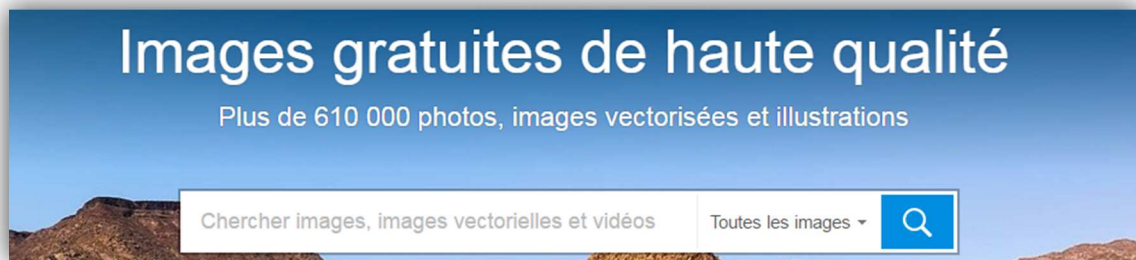 Images gratuites de haute qualité
Plus de 610 000 photos, images vectorisées et illustrations
Chercher images, images vectorielles et vidéos
Toutes les images